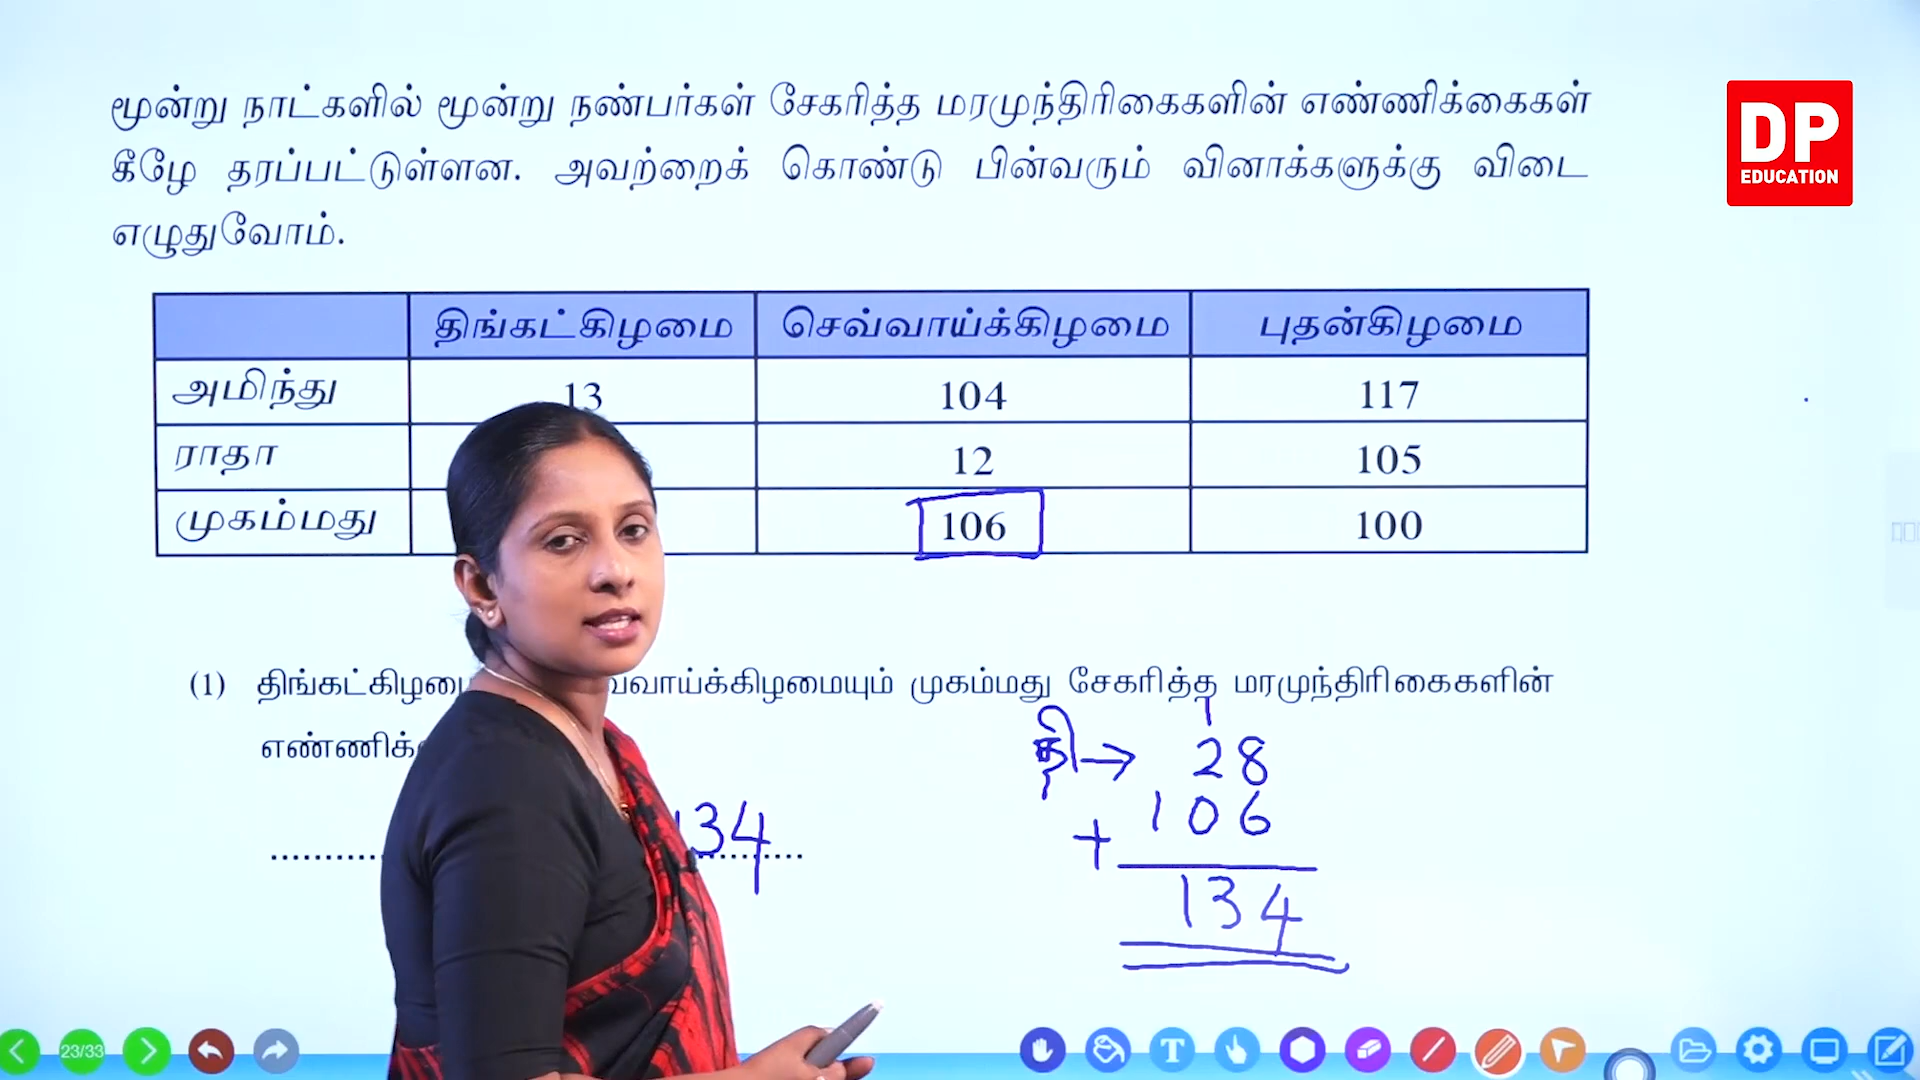 மூன்று நாட்களில் மூன்று நண்பர்கள் சேகரித்த மரமுந்திரிகைகளின் எண்ணிக்கைகள்
கீழே தரப்பட்டுள்ளன. அவற்றைக் கொண்டு பின்வரும் வினாக்களுக்கு விடை
எழுதுவோம்.
DP
EDUCATION
திங்கட்கிழமை செவ்வாய்க்கிழமை புதன்கிழமை
அமிந்து 13 104 117
ராதா 12 105
முகம்மது 106 100
(1) திங்கட்கிழமை வ்வாய்க்கிழமையும் முகம்மது சேகரித்த மரமுந்திரிகைகளின்
எண்ணிக்
1
தி → 28
134 + 106
134
23/33